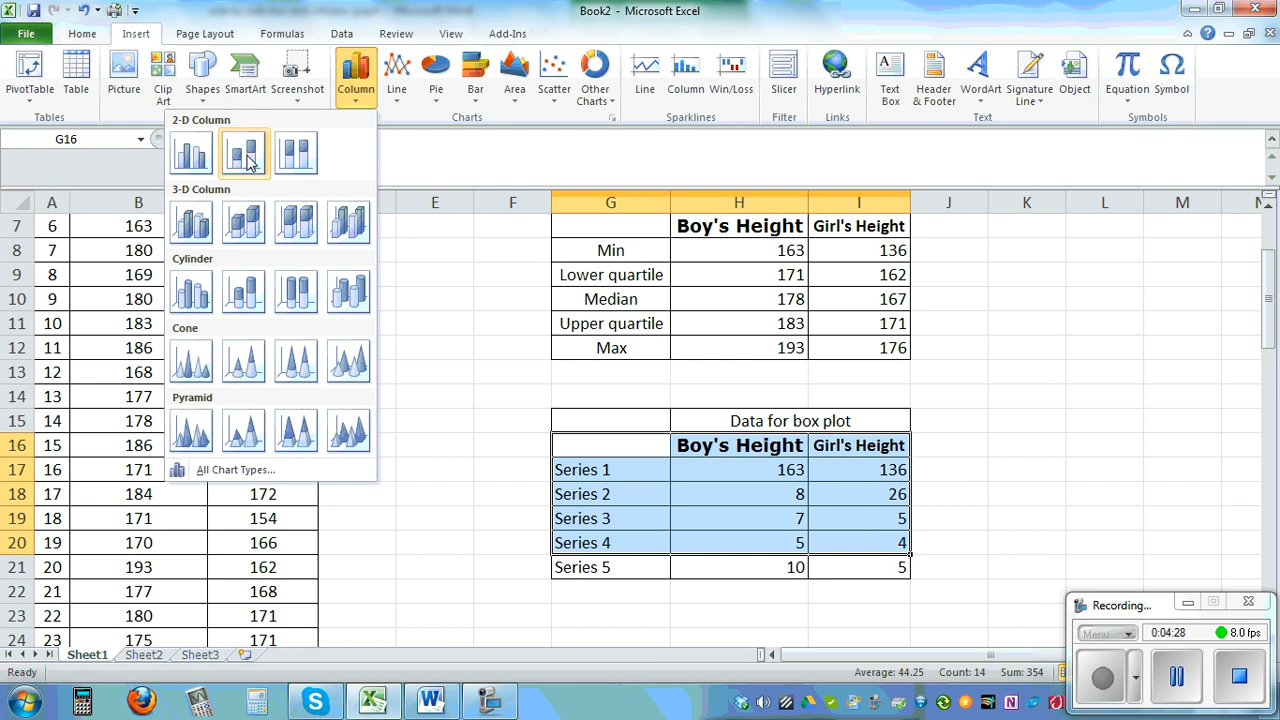 Book2 - Microsoft Excel
File Home Insert Page Layout Formulas Data Review View Add-Ins
PivotTable Table Picture Clip Art Shapes SmartArt Screenshot Column Line Pie Bar Area Scatter Other Charts Line Column Win/Loss Slicer Hyperlink Text Box Header & Footer WordArt Signature Line Object Equation Symbol
Tables Charts Sparklines Filter Links Text Symbols
G16
2-D Column
3-D Column
Cylinder
Cone
Pyramid
All Chart Types...
A B E F G H I J K L M
7 6 163 Boy's Height Girl's Height
8 7 180 Min 163 136
9 8 169 Lower quartile 171 162
10 9 180 Median 178 167
11 10 183 Upper quartile 183 171
12 11 186 Max 193 176
13 12 168
14 13 177
15 14 178 Data for box plot
16 15 186 Boy's Height Girl's Height
17 16 171 Series 1 163 136
18 17 184 172 Series 2 8 26
19 18 171 154 Series 3 7 5
20 19 170 166 Series 4 5 4
21 20 193 162 Series 5 10 5
22 21 177 168
23 22 180 171
24 23 175 171
Recording...
Menu 0:04:28 8.0 fps
Sheet1 Sheet2 Sheet3
Ready Average: 44.25 Count: 14 Sum: 354